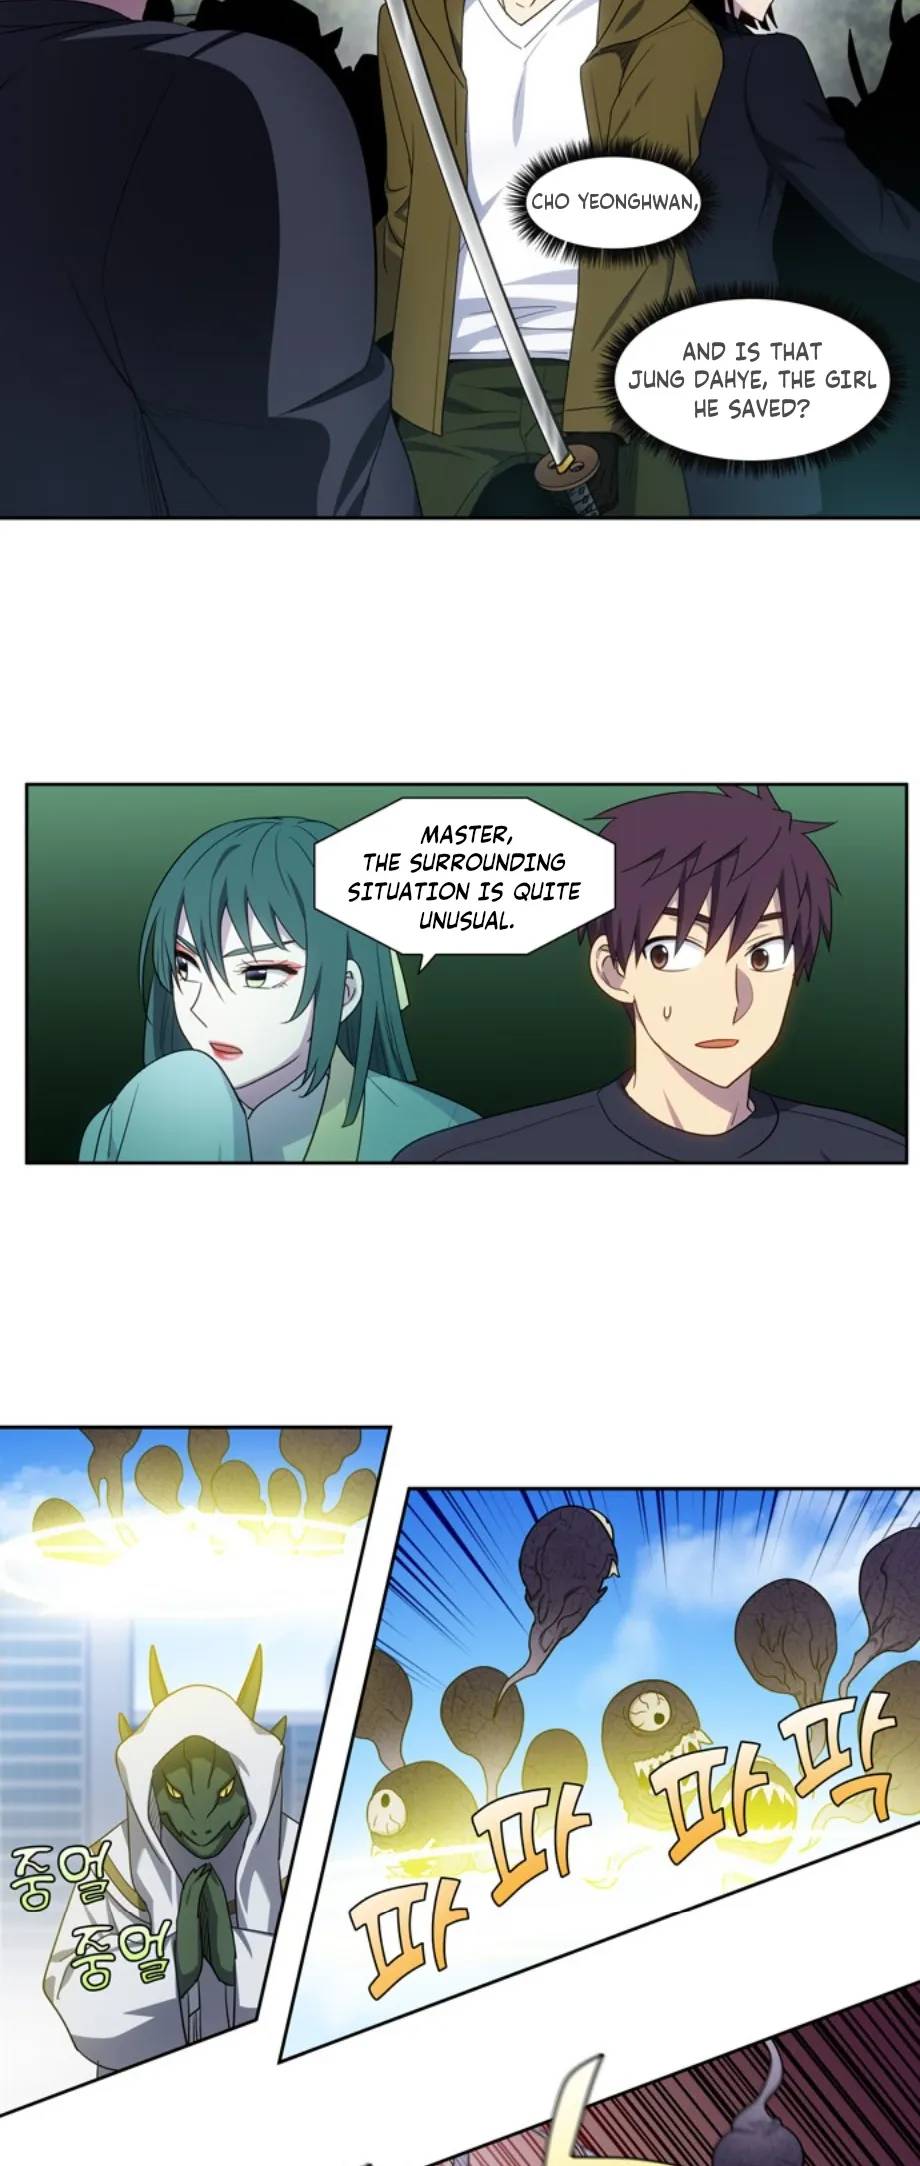 CHO YEONGHWAN,
AND IS THAT
JUNG DAHYE, THE GIRL
HE SAVED?
MASTER,
THE SURROUNDING
SITUATION IS QUITE
UNUSUAL.
중얼
중얼
파 파 파 팍